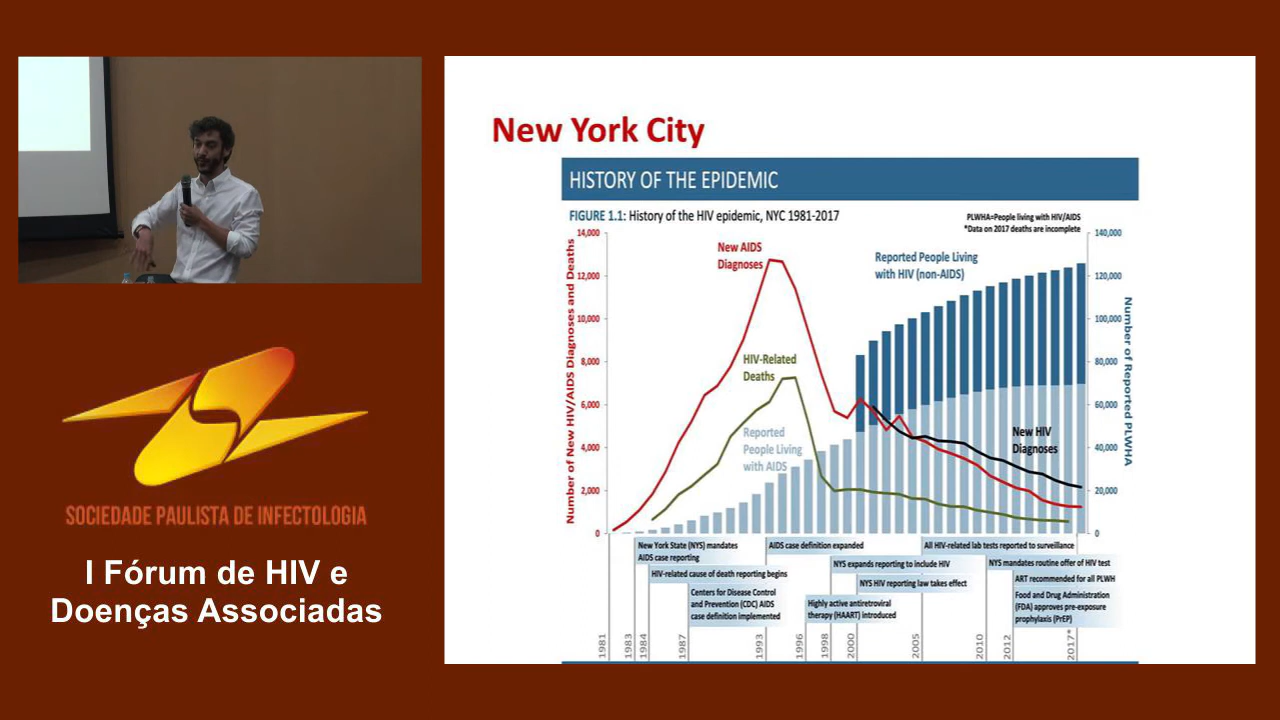 SOCIEDADE PAULISTA DE INFECTOLOGIA
I Fórum de HIV e
Doenças Associadas
New York City
HISTORY OF THE EPIDEMIC
FIGURE 1.1: History of the HIV epidemic, NYC 1981-2017
PLWHA=People living with HIV/AIDS
*Data on 2017 deaths are incomplete
Number of New HIV/AIDS Diagnoses and Deaths
14,000
12,000
10,000
8,000
6,000
4,000
2,000
0
New AIDS
Diagnoses
HIV-Related
Deaths
Reported
People Living
with AIDS
Reported People Living
with HIV (non-AIDS)
New HIV
Diagnoses
140,000
120,000
100,000
80,000
60,000
40,000
20,000
0
Number of Reported PLWHA
New York State (NYS) mandates
AIDS case reporting
HIV-related cause of death reporting begins
Centers for Disease Control
and Prevention (CDC) AIDS
case definition implemented
AIDS case definition expanded
NYS expands reporting to include HIV
NYS HIV reporting law takes effect
Highly active antiretroviral
therapy (HAART) introduced
All HIV-related lab tests reported to surveillance
NYS mandates routine offer of HIV test
ART recommended for all PLWH
Food and Drug Administration
(FDA) approves pre-exposure
prophylaxis (PrEP)
1981
1983
1984
1987
1993
1996
1998
2000
2005
2010
2012
2017*